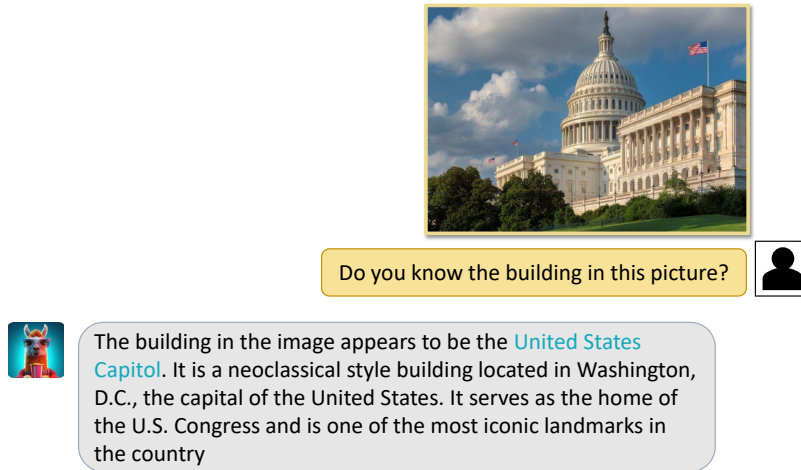 Do you know the building in this picture?
The building in the image appears to be the United States
Capitol. It is a neoclassical style building located in Washington,
D.C., the capital of the United States. It serves as the home of
the U.S. Congress and is one of the most iconic landmarks in
the country